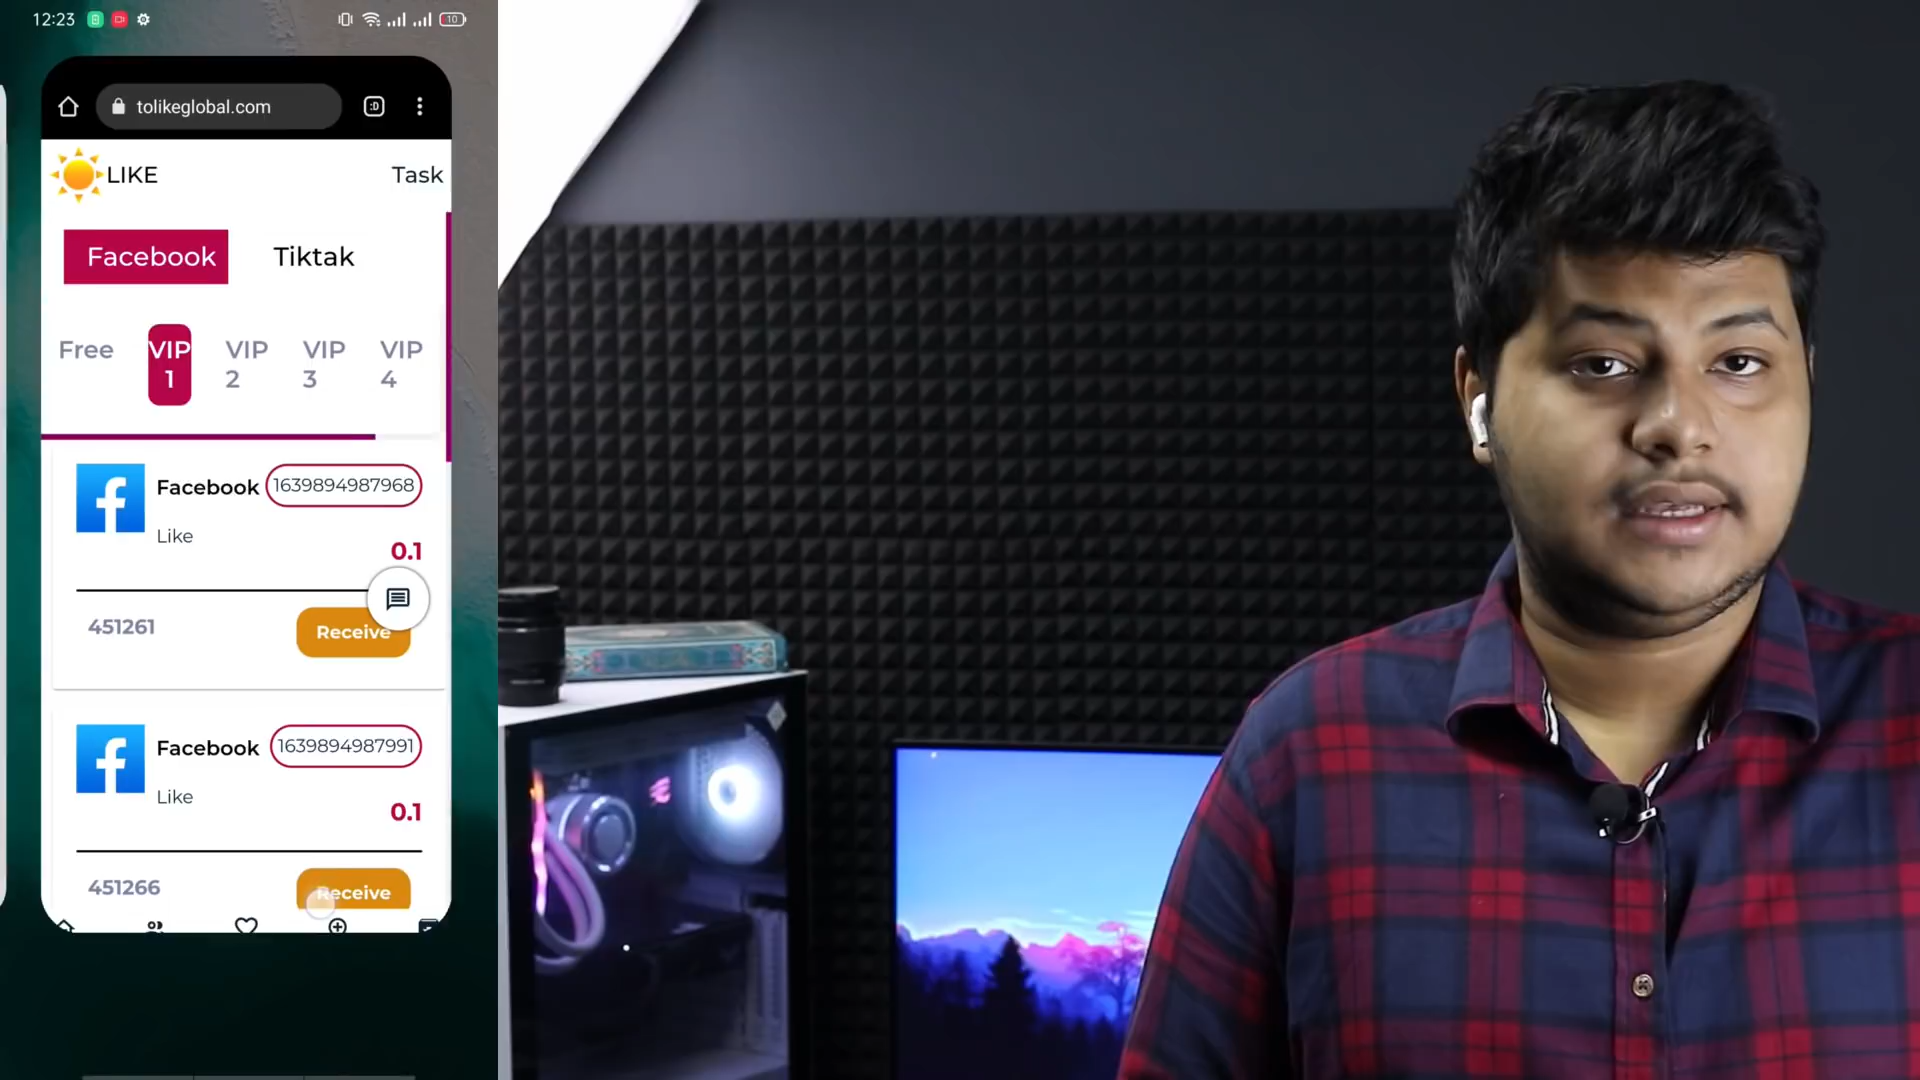 12:23
10
tolikeglobal.com
:D
LIKE
Task
Facebook
Tiktak
Free
VIP 1
VIP 2
VIP 3
VIP 4
Facebook
1639894987968
Like
0.1
451261
Receive
Facebook
1639894987991
Like
0.1
451266
Receive